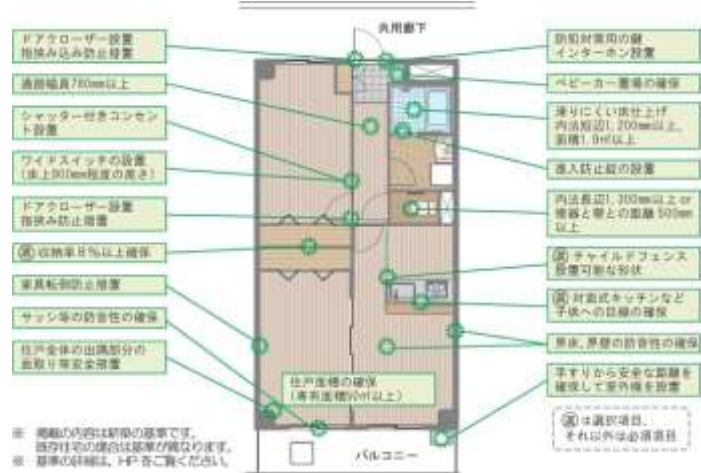 共用廊下
ドアクローザー設置
指挟み込み防止措置
通路幅員780mm以上
シャッター付きコンセン
ト設置
ワイドスイッチの設置
(床上900mm程度の高さ)
ドアクローザー設置
指挟み防止措置
選 収納率8%以上確保
家具転倒防止措置
サッシ等の防音性の確保
住戸全体の出隅部分の
面取り等安全措置
防犯対策用の鍵
インターホン設置
ベビーカー置場の確保
滑りにくい床仕上げ
内法短辺1,200mm以上、
面積1.8㎡以上
進入防止錠の設置
内法長辺1,300mm以上 or
便器と壁との距離 500mm
以上
選 チャイルドフェンス
設置可能な形状
選 対面式キッチンなど
子供への目線の確保
界床、界壁の防音性の確保
手すりから安全な距離を
確保して室外機を設置
住戸面積の確保
(専有面積50㎡以上)
バルコニー
選 は選択項目、
それ以外は必須項目
※ 掲載の内容は新築の基準です。
既存住宅の場合は基準が異なります。
※ 基準の詳細は、HPをご覧ください。